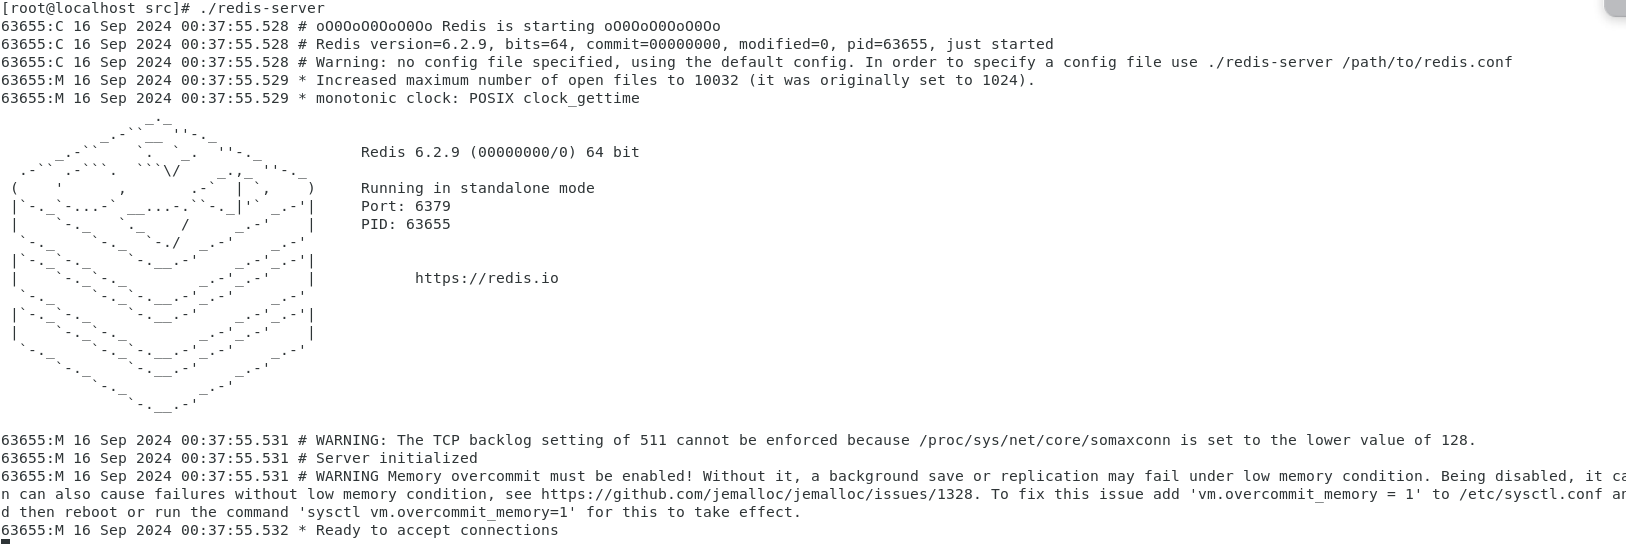 [root@localhost src]# ./redis-server
63655:C 16 Sep 2024 00:37:55.528 # oO0OoO0OoO0Oo Redis is starting oO0OoO0OoO0Oo
63655:C 16 Sep 2024 00:37:55.528 # Redis version=6.2.9, bits=64, commit=00000000, modified=0, pid=63655, just started
63655:C 16 Sep 2024 00:37:55.528 # Warning: no config file specified, using the default config. In order to specify a config file use ./redis-server /path/to/redis.conf
63655:M 16 Sep 2024 00:37:55.529 * Increased maximum number of open files to 10032 (it was originally set to 1024).
63655:M 16 Sep 2024 00:37:55.529 * monotonic clock: POSIX clock_gettime
Redis 6.2.9 (00000000/0) 64 bit
Running in standalone mode
Port: 6379
PID: 63655
https://redis.io
63655:M 16 Sep 2024 00:37:55.531 # WARNING: The TCP backlog setting of 511 cannot be enforced because /proc/sys/net/core/somaxconn is set to the lower value of 128.
63655:M 16 Sep 2024 00:37:55.531 # Server initialized
63655:M 16 Sep 2024 00:37:55.531 # WARNING Memory overcommit must be enabled! Without it, a background save or replication may fail under low memory condition. Being disabled, it ca
n can also cause failures without low memory condition, see https://github.com/jemalloc/jemalloc/issues/1328. To fix this issue add 'vm.overcommit_memory = 1' to /etc/sysctl.conf an
d then reboot or run the command 'sysctl vm.overcommit_memory=1' for this to take effect.
63655:M 16 Sep 2024 00:37:55.532 * Ready to accept connections